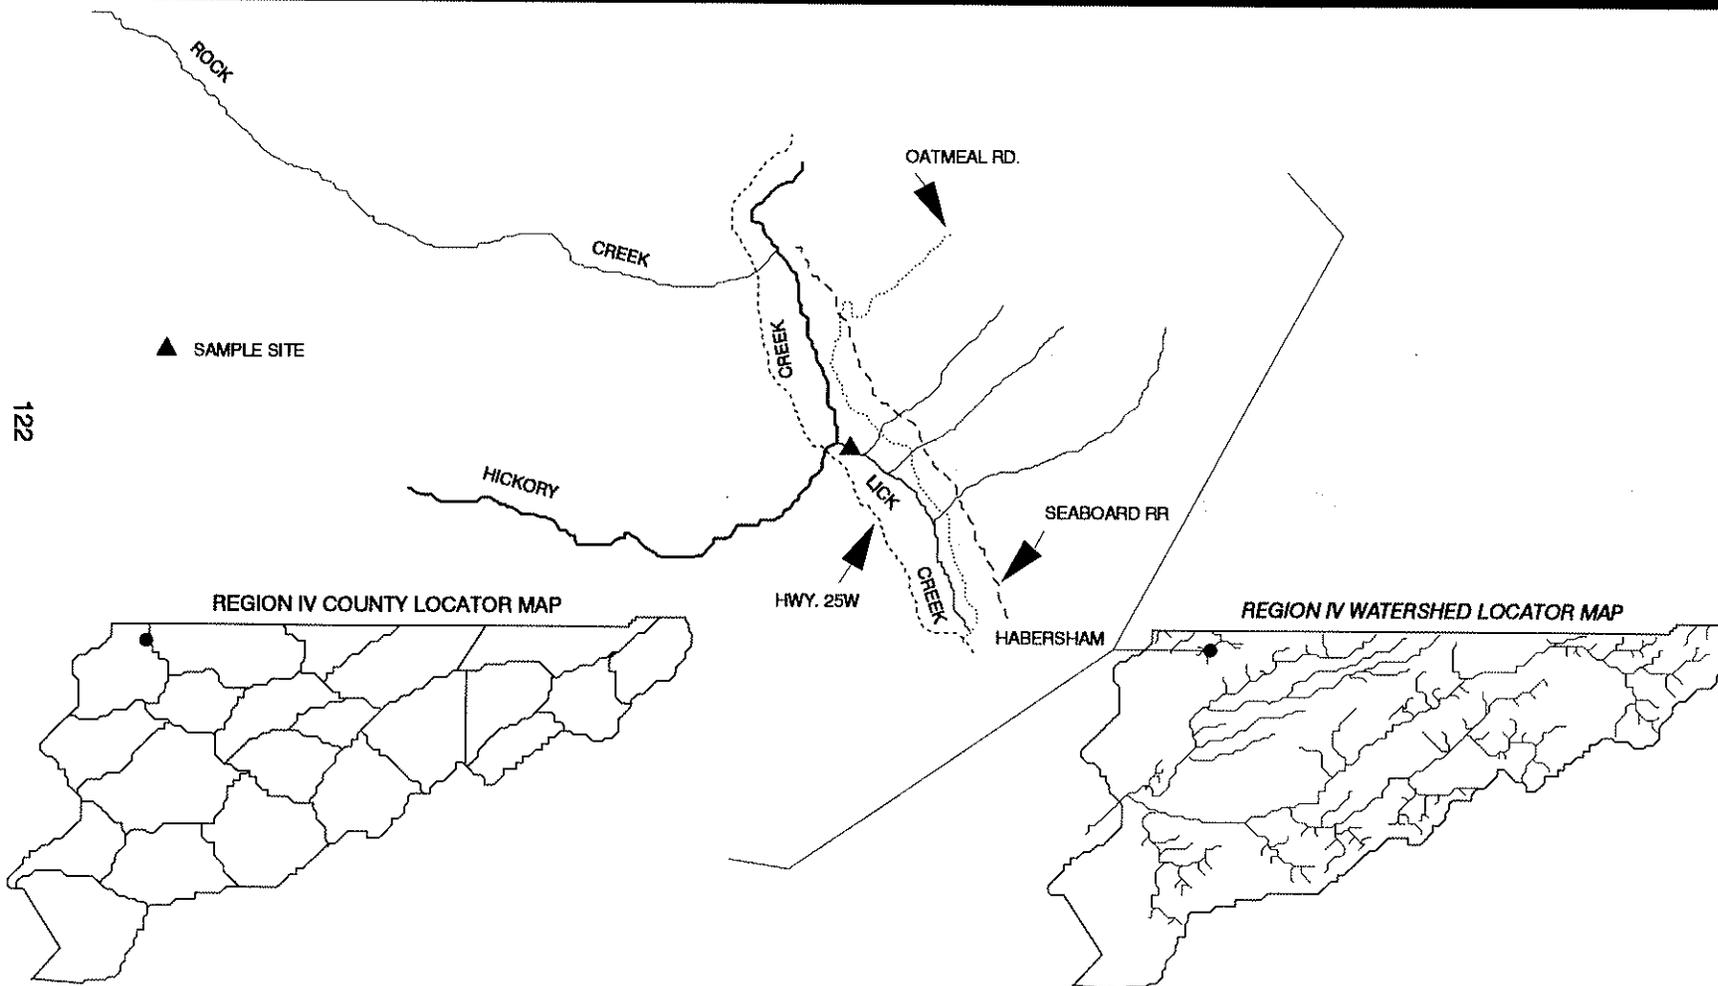 ROCK
CREEK
OATMEAL RD.
SAMPLE SITE
CREEK
122
HICKORY
LICK
SEABOARD RR
HWY. 25W
CREEK
HABERSHAM
REGION IV COUNTY LOCATOR MAP
REGION IV WATERSHED LOCATOR MAP